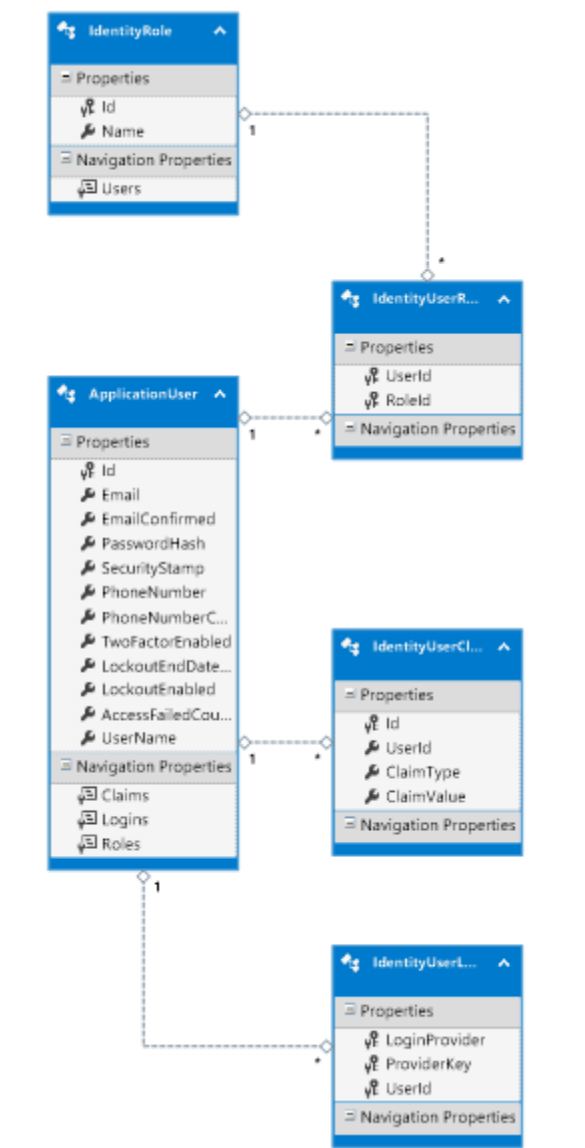 IdentityRole
Properties
Id
Name
Navigation Properties
Users
1
*
IdentityUserR...
Properties
UserId
RoleId
Navigation Properties
ApplicationUser
Properties
Id
Email
EmailConfirmed
PasswordHash
SecurityStamp
PhoneNumber
PhoneNumberC...
TwoFactorEnabled
LockoutEndDate...
LockoutEnabled
AccessFailedCou...
UserName
Navigation Properties
Claims
Logins
Roles
1
*
IdentityUserCl...
Properties
Id
UserId
ClaimType
ClaimValue
Navigation Properties
1
*
1
*
IdentityUserL...
Properties
LoginProvider
ProviderKey
UserId
Navigation Properties